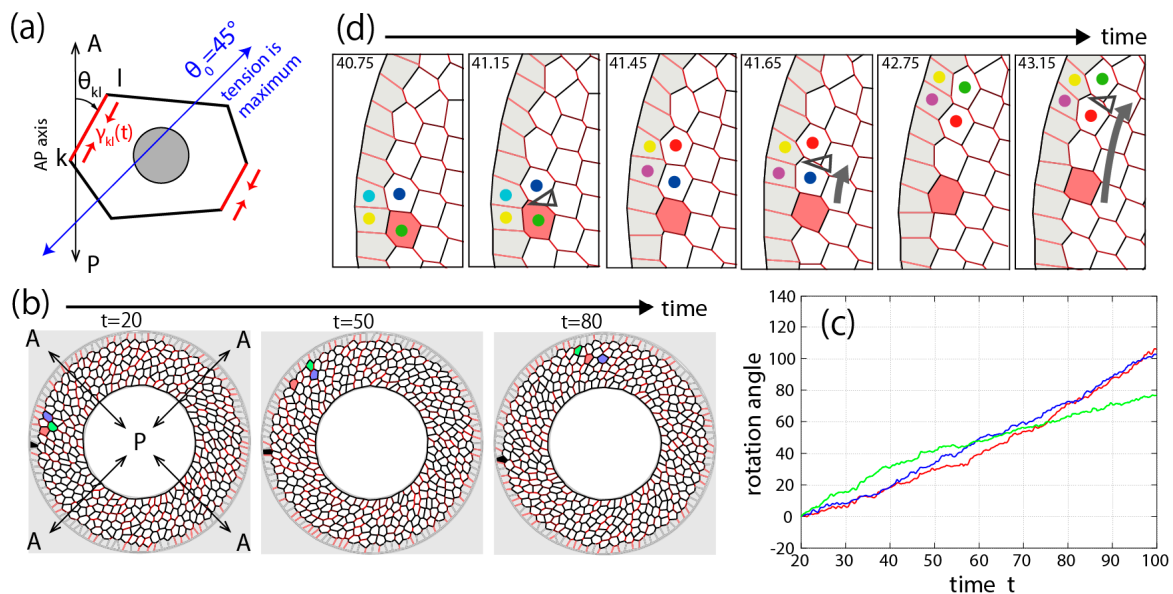 (a)
A
θkl
l
θ0=45°
tension is
maximum
γkl(t)
k
AP axis
P
(d)
time
40.75
41.15
41.45
41.65
42.75
43.15
(b)
time
t=20
t=50
t=80
A
A
P
A
A
(c)
rotation angle
140
120
100
80
60
40
20
0
-20
20
30
40
50
60
70
80
90
100
time t